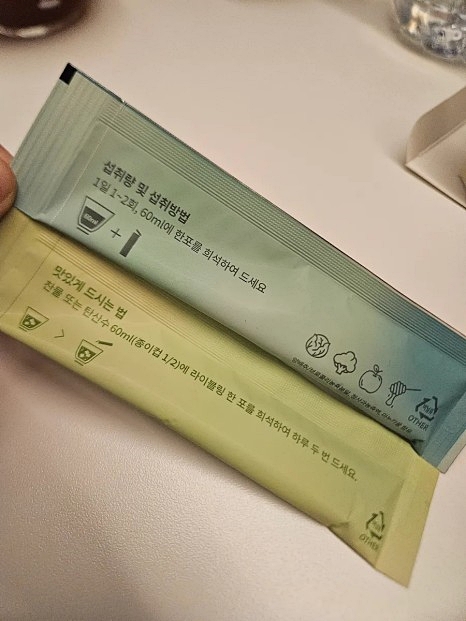 섭취량 및 섭취방법
1일 1~2회, 60ml에 한포를 희석하여 드세요
60ml
OTHER
맛있게 드시는 법
찬물 또는 탄산수 60ml(종이컵 1/2)에 라이블링 한 포를 희석하여 하루 두 번 드세요.
OTHER